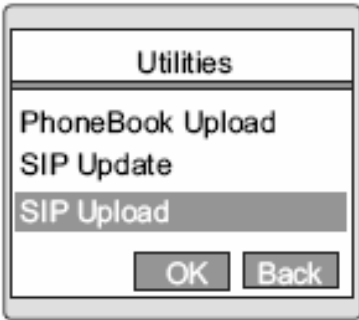 Utilities
PhoneBook Upload
SIP Update
SIP Upload
OK Back